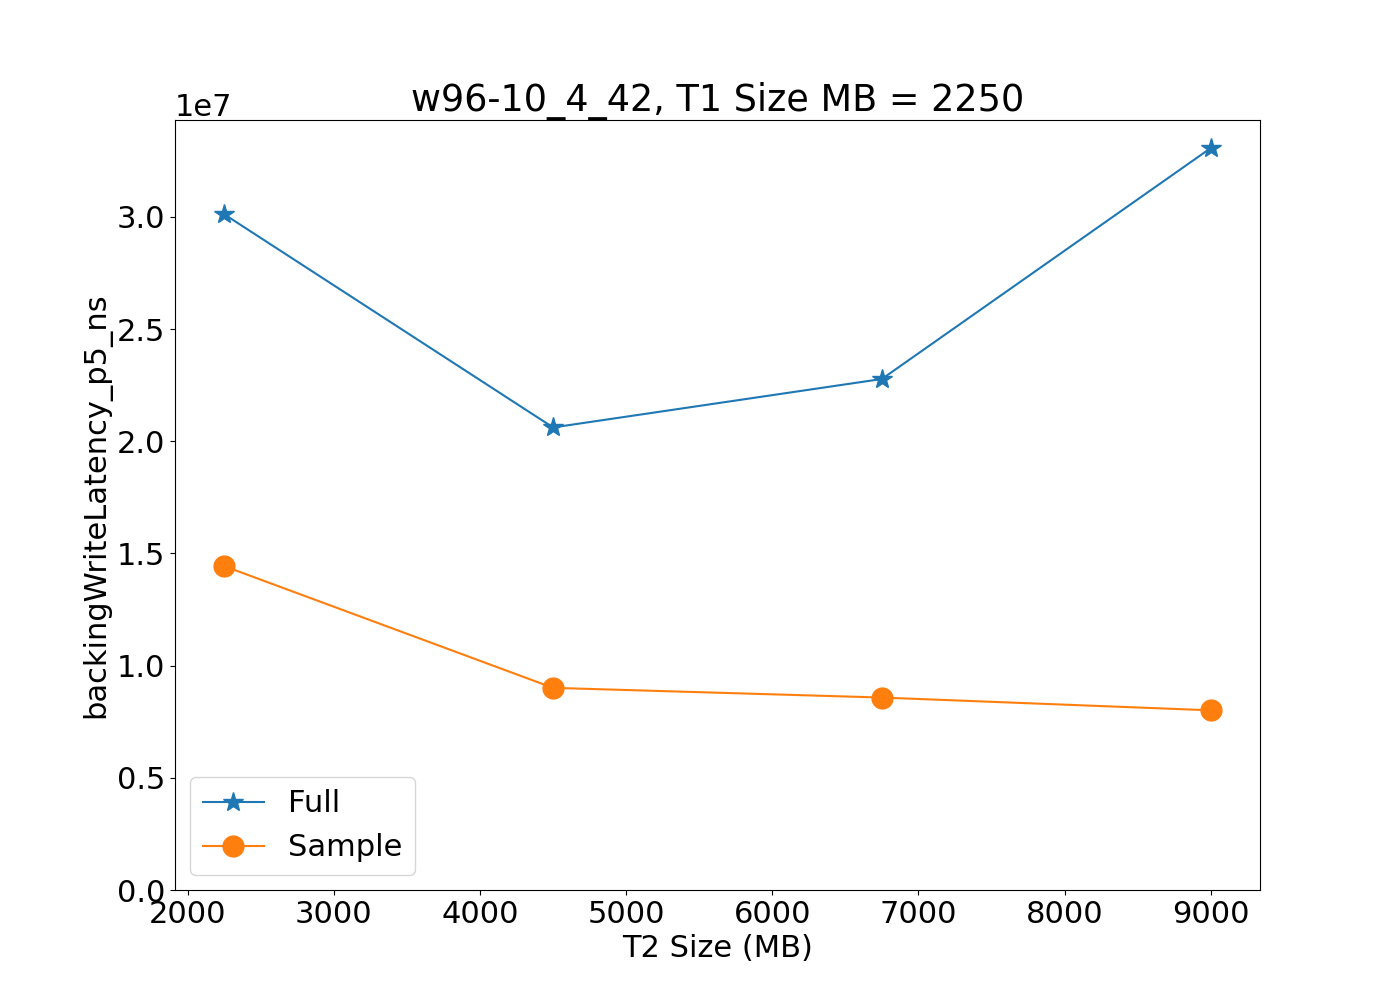 w96-10_4_42, T1 Size MB = 2250
1e7
3.0
2.5
2.0
1.5
1.0
0.5
0.0
backingWriteLatency_p5_ns
Full
Sample
2000 3000 4000 5000 6000 7000 8000 9000
T2 Size (MB)